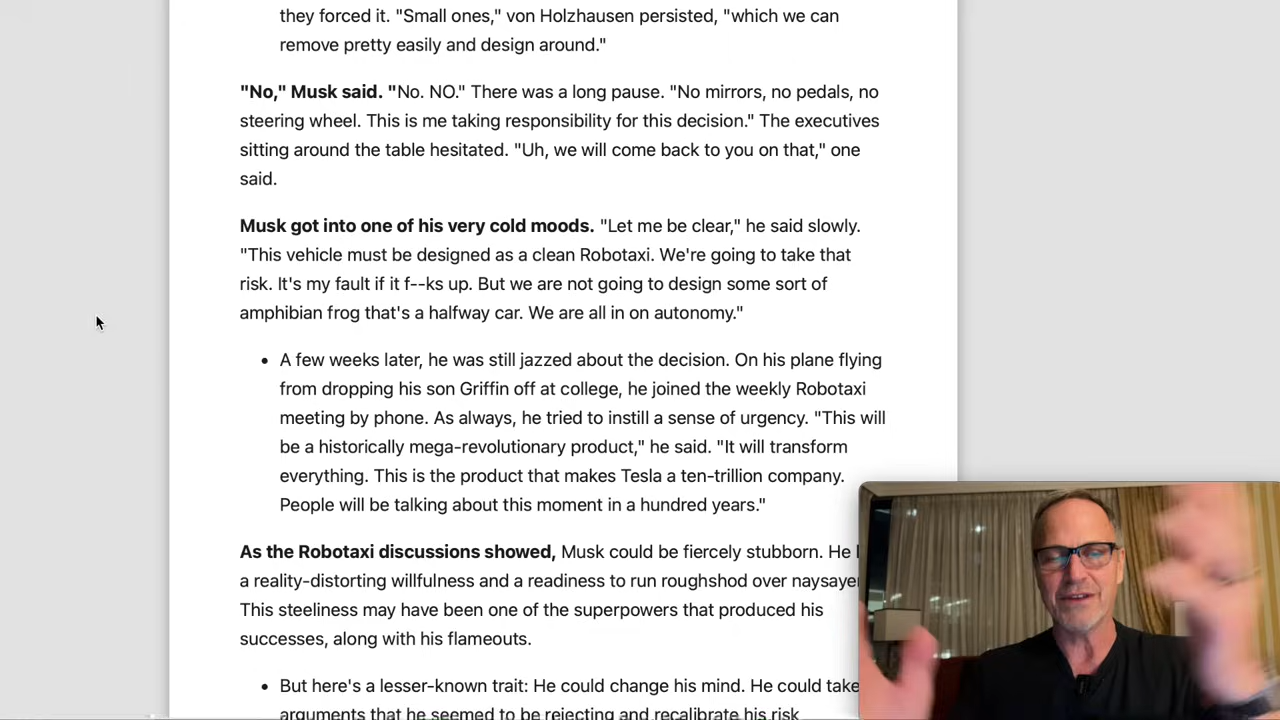 they forced it. "Small ones," von Holzhausen persisted, "which we can
remove pretty easily and design around."
"No," Musk said. "No. NO." There was a long pause. "No mirrors, no pedals, no
steering wheel. This is me taking responsibility for this decision." The executives
sitting around the table hesitated. "Uh, we will come back to you on that," one
said.
Musk got into one of his very cold moods. "Let me be clear," he said slowly.
"This vehicle must be designed as a clean Robotaxi. We're going to take that
risk. It's my fault if it f--ks up. But we are not going to design some sort of
amphibian frog that's a halfway car. We are all in on autonomy."
• A few weeks later, he was still jazzed about the decision. On his plane flying
from dropping his son Griffin off at college, he joined the weekly Robotaxi
meeting by phone. As always, he tried to instill a sense of urgency. "This will
be a historically mega-revolutionary product," he said. "It will transform
everything. This is the product that makes Tesla a ten-trillion company.
People will be talking about this moment in a hundred years."
As the Robotaxi discussions showed, Musk could be fiercely stubborn. He
a reality-distorting willfulness and a readiness to run roughshod over
This steeliness may have been one of the superpowers that produced his
successes, along with his flameouts.
• But here's a lesser-known trait: He could change his mind. He could take
arguments that he seemed to be rejecting and recalibrate his risk